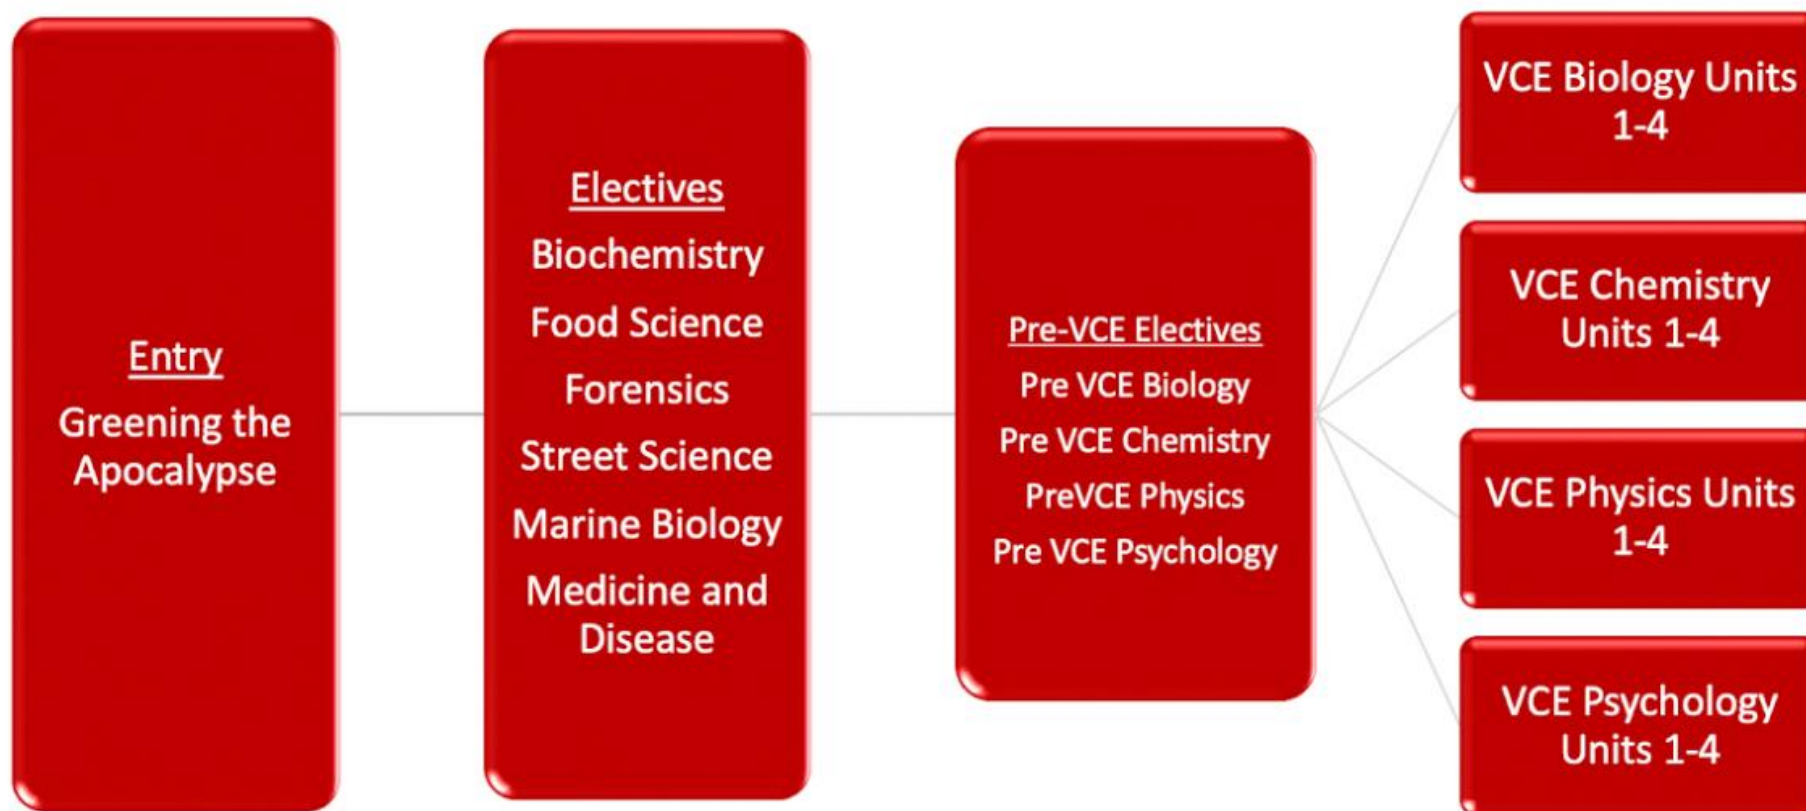 Entry
Greening the
Apocalypse
Electives
Biochemistry
Food Science
Forensics
Street Science
Marine Biology
Medicine and
Disease
Pre-VCE Electives
Pre VCE Biology
Pre VCE Chemistry
PreVCE Physics
Pre VCE Psychology
VCE Biology Units
1-4
VCE Chemistry
Units 1-4
VCE Physics Units
1-4
VCE Psychology
Units 1-4